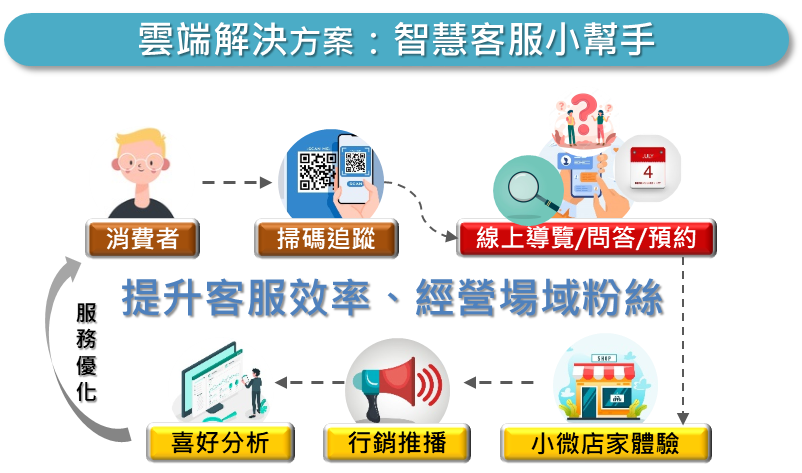 雲端解決方案：智慧客服小幫手
SCAN ME
SCAN
JULY
4
消費者
掃碼追蹤
線上導覽/問答/預約
提升客服效率、經營場域粉絲
服務優化
SHOP
喜好分析
行銷推播
小微店家體驗